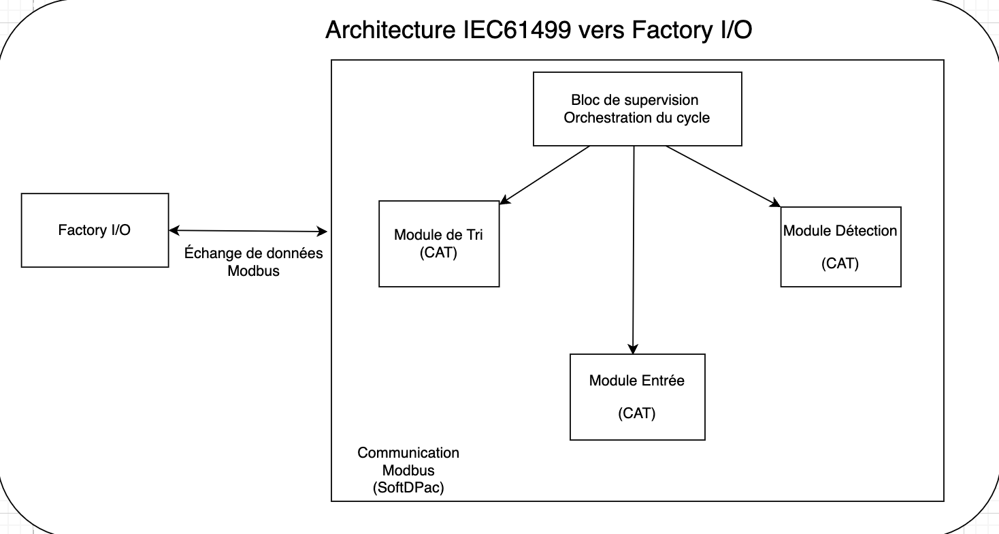 Architecture IEC61499 vers Factory I/O
Bloc de supervision
Orchestration du cycle
Factory I/O
Échange de données
Modbus
Module de Tri
(CAT)
Module Détection
(CAT)
Module Entrée
(CAT)
Communication
Modbus
(SoftDPac)